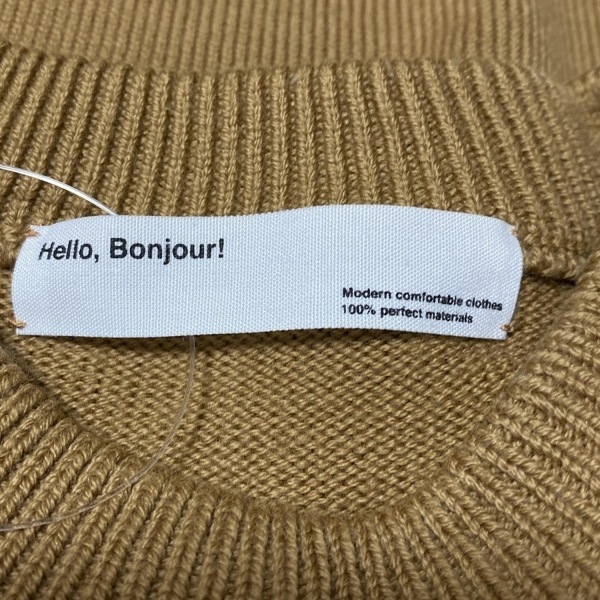 Hello, Bonjour!
Modern comfortable clothes
100% perfect materials